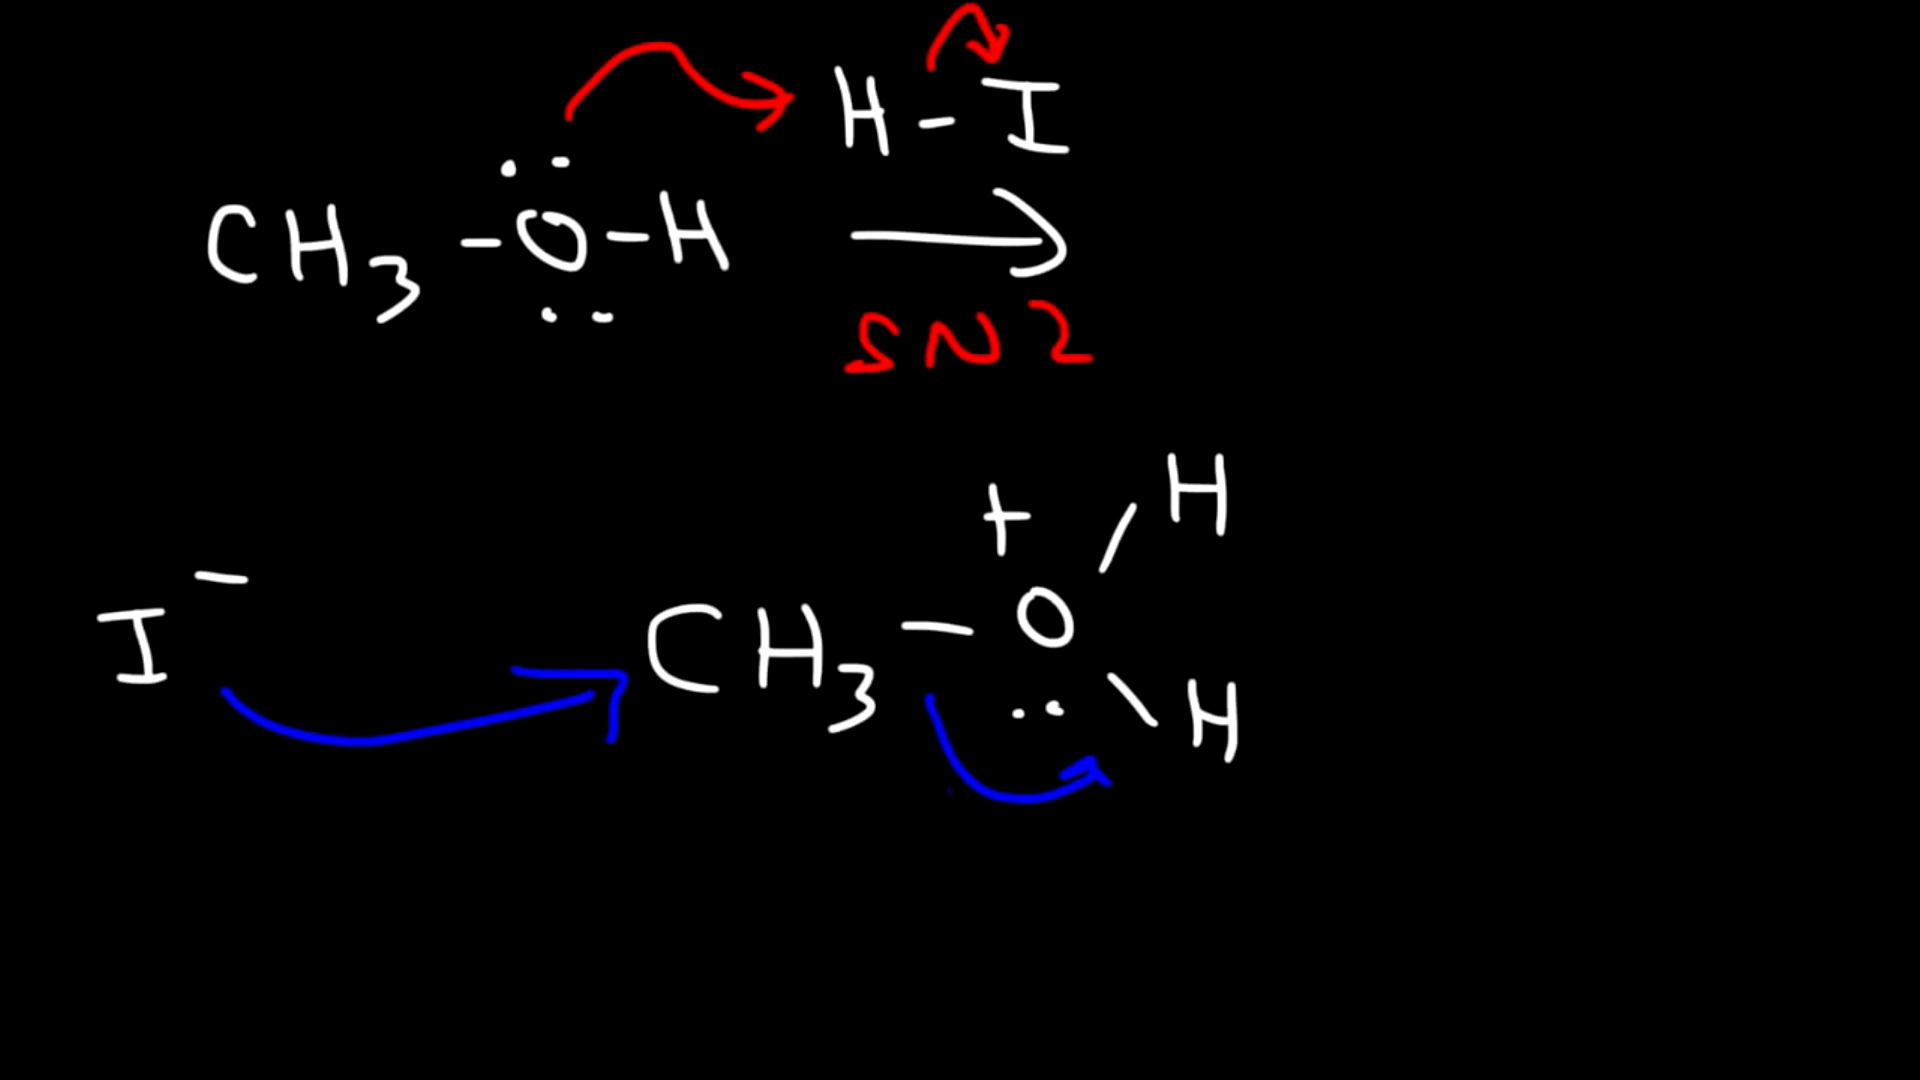 H-I
CH3-Ö-H
SN2
+ H
I⁻ CH3-O
H